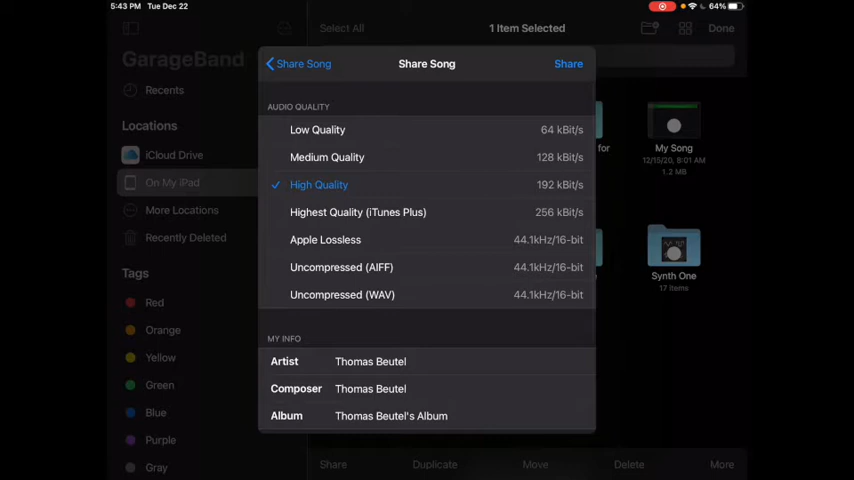 5:43 PM Tue Dec 22
64%
Select All
1 Item Selected
Done
GarageBand
Recents
Locations
iCloud Drive
On My iPad
More Locations
Recently Deleted
Tags
Red
Orange
Yellow
Green
Blue
Purple
Gray
Share Song
Share Song
Share
AUDIO QUALITY
Low Quality 64 kBit/s
Medium Quality 128 kBit/s
High Quality 192 kBit/s
Highest Quality (iTunes Plus) 256 kBit/s
Apple Lossless 44.1kHz/16-bit
Uncompressed (AIFF) 44.1kHz/16-bit
Uncompressed (WAV) 44.1kHz/16-bit
MY INFO
Artist Thomas Beutel
Composer Thomas Beutel
Album Thomas Beutel's Album
for
My Song
12/15/20, 8:01 AM
1.2 MB
Synth One
17 Items
Share
Duplicate
Move
Delete
More